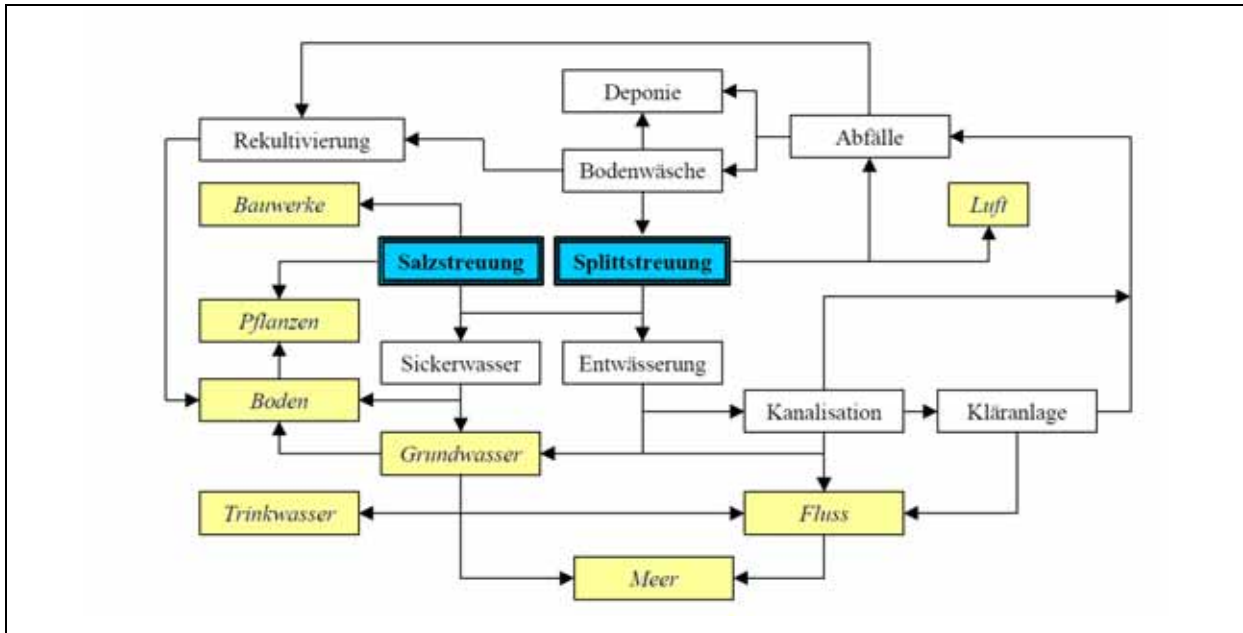 Deponie
Abfälle
Rekultivierung
Bodenwäsche
Bauwerke
Luft
Salzstreuung
Splittstreuung
Pflanzen
Sickerwasser
Entwässerung
Boden
Kanalisation
Kläranlage
Grundwasser
Trinkwasser
Fluss
Meer